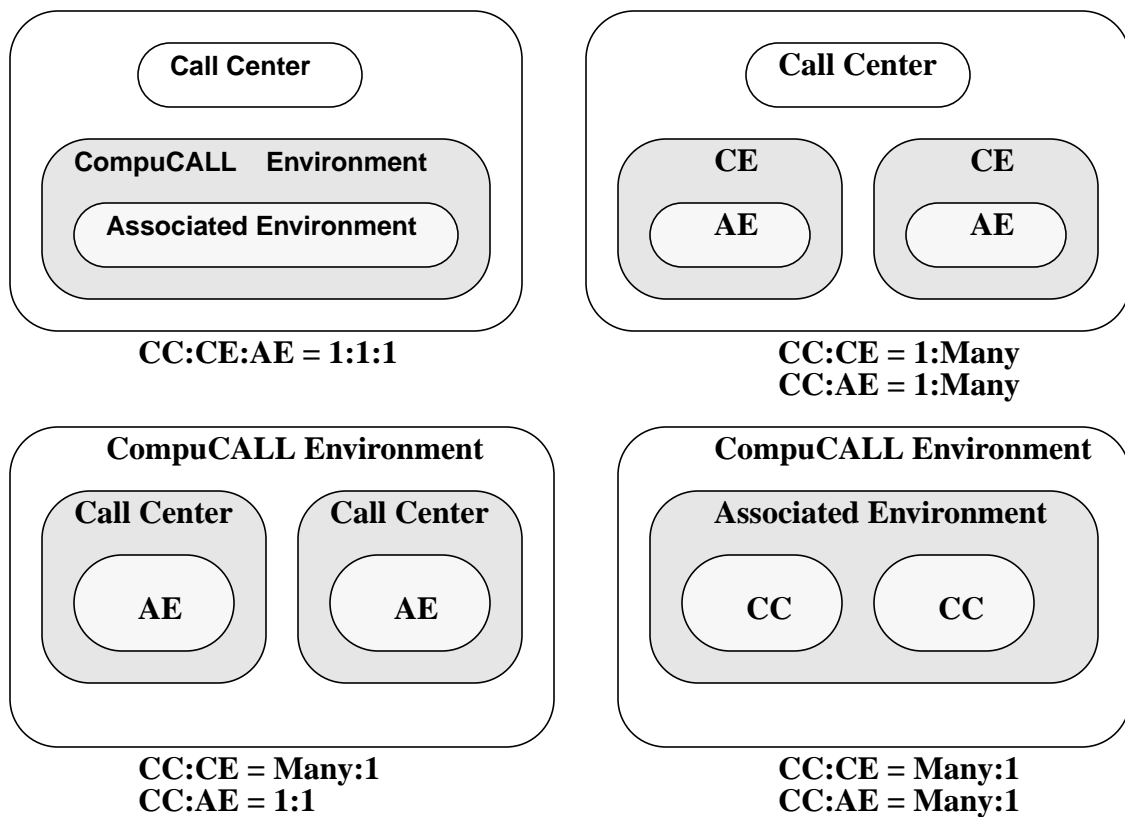 Call Center
CompuCALL Environment
Associated Environment
CC:CE:AE = 1:1:1
Call Center
CE
CE
AE
AE
CC:CE = 1:Many
CC:AE = 1:Many
CompuCALL Environment
Call Center
Call Center
AE
AE
CC:CE = Many:1
CC:AE = 1:1
CompuCALL Environment
Associated Environment
CC
CC
CC:CE = Many:1
CC:AE = Many:1